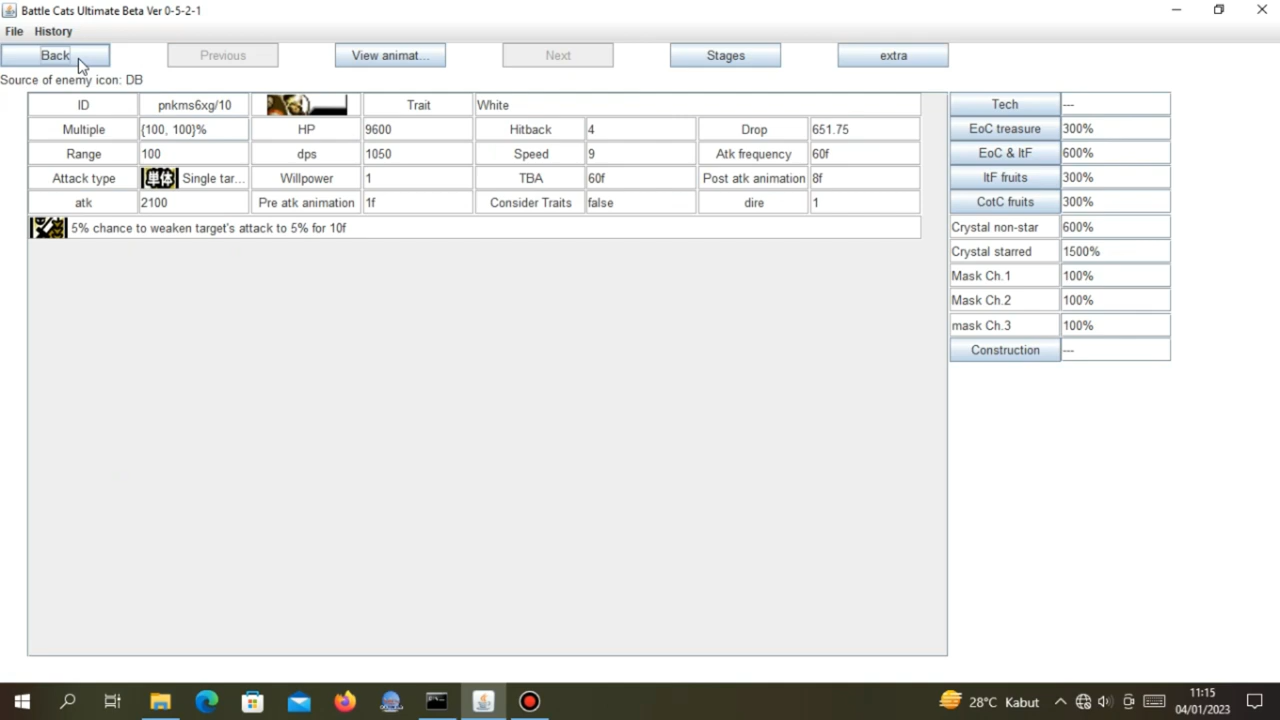 Battle Cats Ultimate Beta Ver 0-5-2-1
File History
Back Previous View animat... Next Stages extra
Source of enemy icon: DB
ID pnkms6xg/10 Trait White
Multiple {100, 100}% HP 9600 Hitback 4 Drop 651.75
Range 100 dps 1050 Speed 9 Atk frequency 60f
Attack type 単体 Single tar... Willpower 1 TBA 60f Post atk animation 8f
atk 2100 Pre atk animation 1f Consider Traits false dire 1
5% chance to weaken target's attack to 5% for 10f
Tech ---
EoC treasure 300%
EoC & ItF 600%
ItF fruits 300%
CotC fruits 300%
Crystal non-star 600%
Crystal starred 1500%
Mask Ch.1 100%
Mask Ch.2 100%
mask Ch.3 100%
Construction ---
28°C Kabut
11:15
04/01/2023